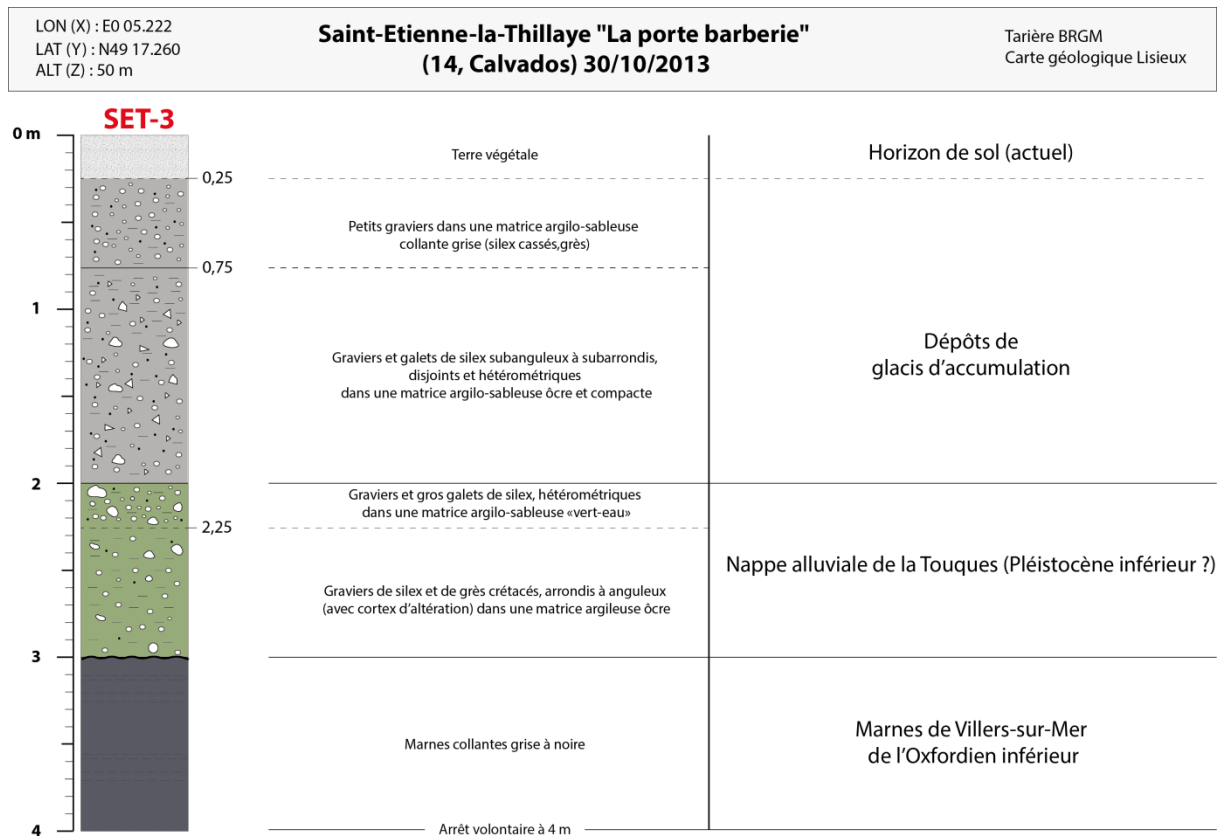 LON (X) : E0 05.222
LAT (Y) : N49 17.260
ALT (Z) : 50 m
Saint-Etienne-la-Thillaye "La porte barberie"
(14, Calvados) 30/10/2013
Tarière BRGM
Carte géologique Lisieux
SET-3
0 m
Terre végétale
Horizon de sol (actuel)
0,25
Petits graviers dans une matrice argilo-sableuse
collante grise (silex cassés,grès)
0,75
1
Graviers et galets de silex subanguleux à subarrondis,
disjoints et hétérométriques
dans une matrice argilo-sableuse ôcre et compacte
Dépôts de
glacis d'accumulation
2
Graviers et gros galets de silex, hétérométriques
dans une matrice argilo-sableuse «vert-eau»
2,25
Graviers de silex et de grès crétacés, arrondis à anguleux
(avec cortex d'altération) dans une matrice argileuse ôcre
Nappe alluviale de la Touques (Pléistocène inférieur ?)
3
Marnes collantes grise à noire
Marnes de Villers-sur-Mer
de l'Oxfordien inférieur
4
Arrêt volontaire à 4 m